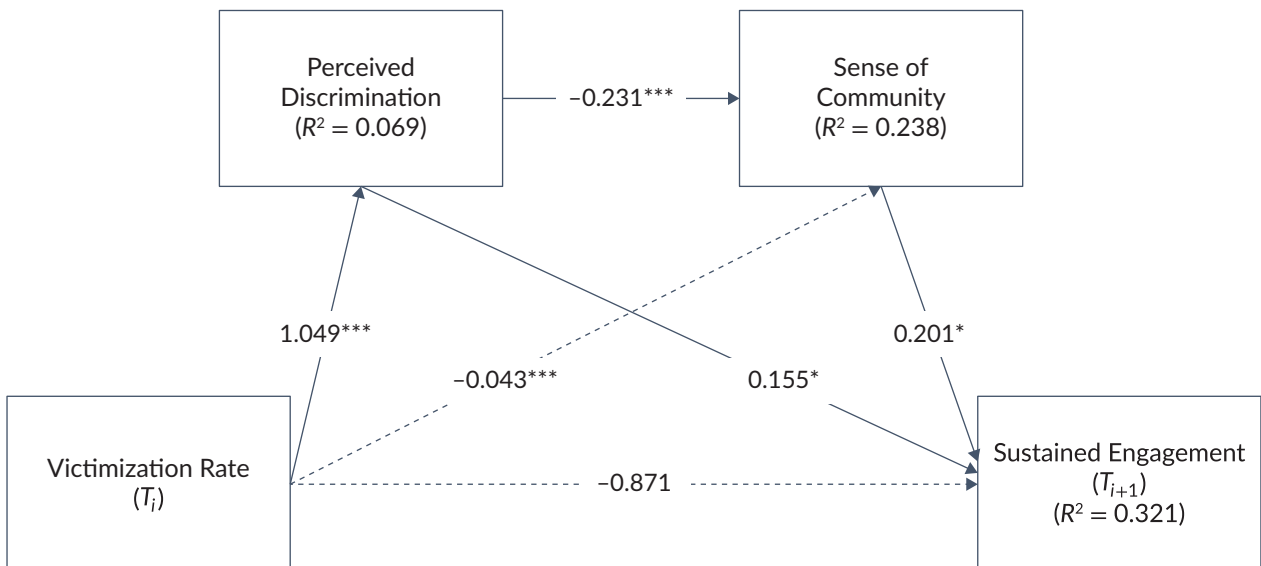 Perceived
Discrimination
(R² = 0.069)
–0.231***
Sense of
Community
(R² = 0.238)
1.049***
0.201*
–0.043***
0.155*
Victimization Rate
(Tᵢ)
–0.871
Sustained Engagement
(Tᵢ₊₁)
(R² = 0.321)